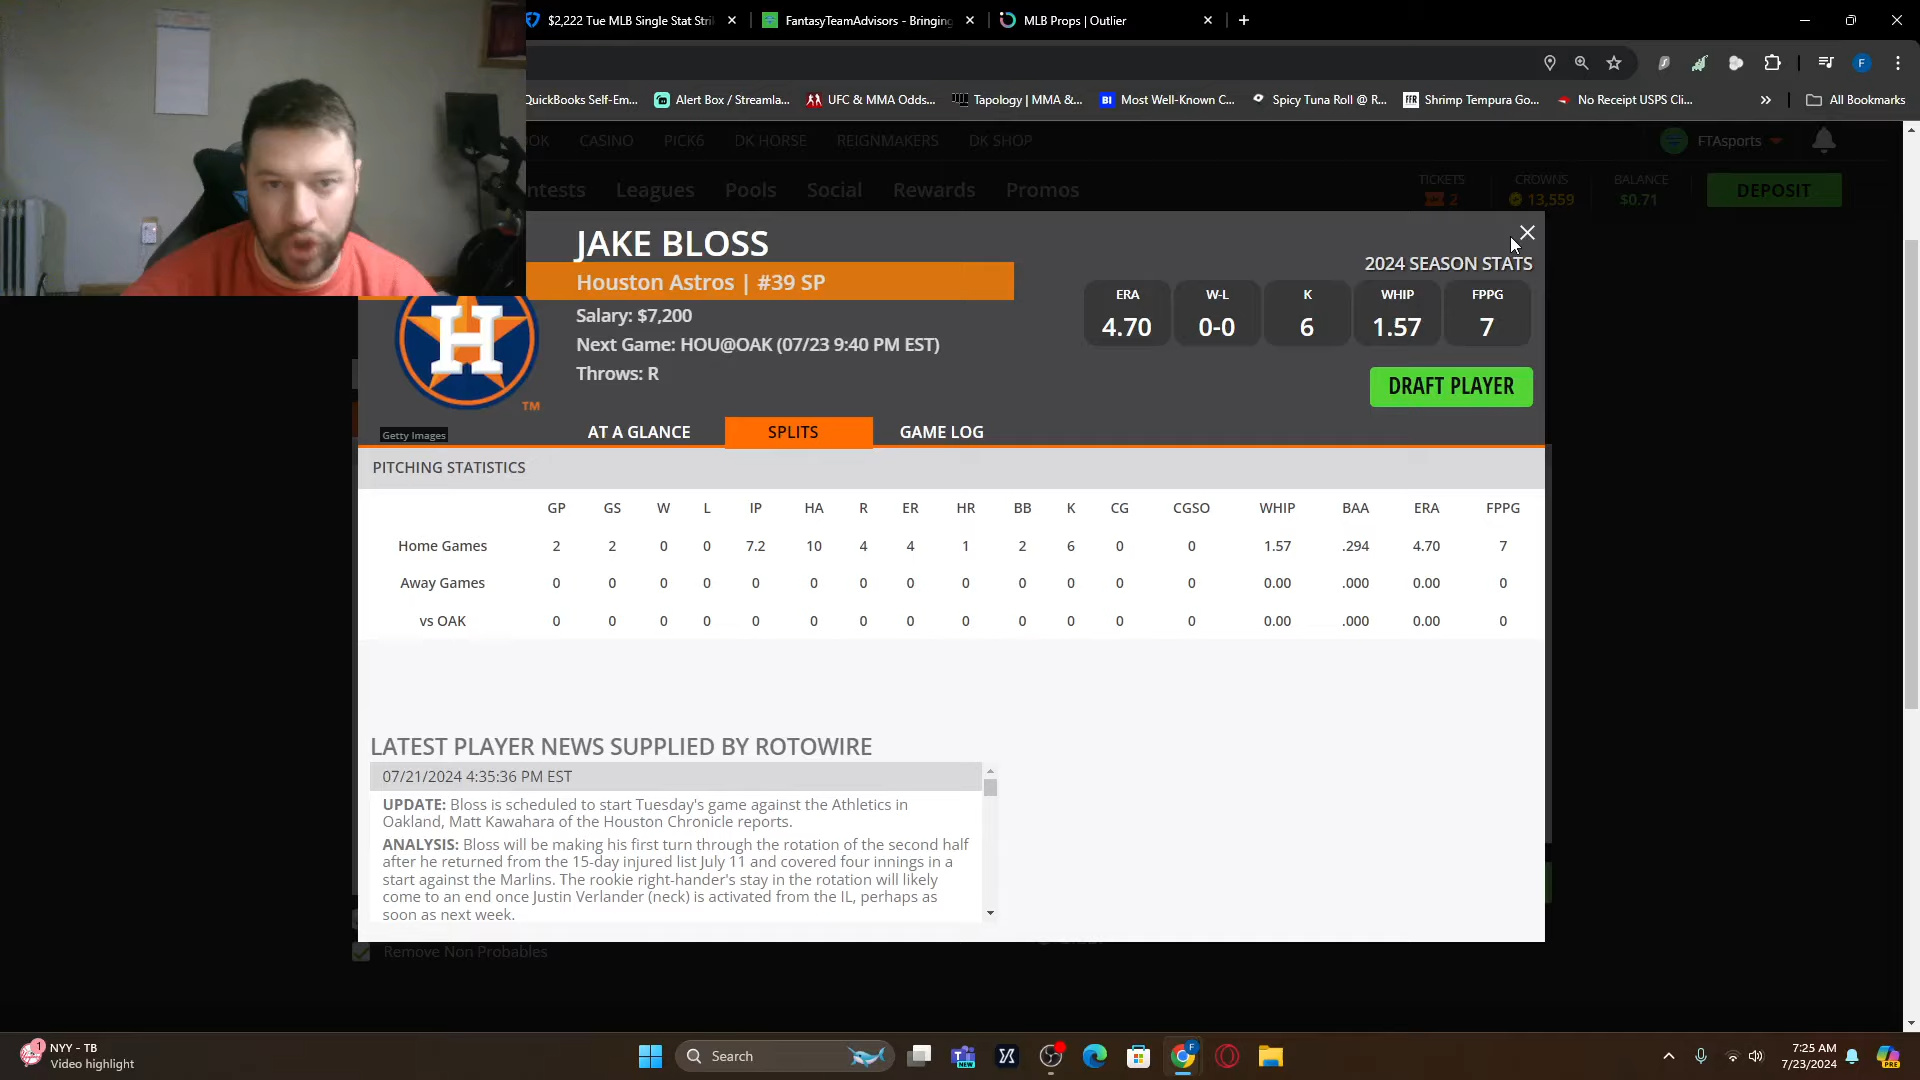 $2,222 Tue MLB Single Stat Stri
FantasyTeamAdvisors - Bringing
MLB Props | Outlier
QuickBooks Self-Em...
Alert Box / Streamla...
UFC & MMA Odds...
Tapology | MMA &...
BI Most Well-Known C...
Spicy Tuna Roll @ R...
FFR Shrimp Tempura Go...
No Receipt USPS Cli...
All Bookmarks
OK CASINO PICK6 DK HORSE REIGNMAKERS DK SHOP
FTAsports
ntests Leagues Pools Social Rewards Promos
TICKETS CROWNS BALANCE
2 13,559 $0.71
DEPOSIT
JAKE BLOSS
Houston Astros | #39 SP
Salary: $7,200
Next Game: HOU@OAK (07/23 9:40 PM EST)
Throws: R
2024 SEASON STATS
ERA W-L K WHIP FPPG
4.70 0-0 6 1.57 7
DRAFT PLAYER
H
TM
Getty Images
AT A GLANCE SPLITS GAME LOG
PITCHING STATISTICS
GP GS W L IP HA R ER HR BB K CG CGSO WHIP BAA ERA FPPG
Home Games 2 2 0 0 7.2 10 4 4 1 2 6 0 0 1.57 .294 4.70 7
Away Games 0 0 0 0 0 0 0 0 0 0 0 0 0 0.00 .000 0.00 0
vs OAK 0 0 0 0 0 0 0 0 0 0 0 0 0 0.00 .000 0.00 0
LATEST PLAYER NEWS SUPPLIED BY ROTOWIRE
07/21/2024 4:35:36 PM EST
UPDATE: Bloss is scheduled to start Tuesday's game against the Athletics in
Oakland, Matt Kawahara of the Houston Chronicle reports.
ANALYSIS: Bloss will be making his first turn through the rotation of the second half
after he returned from the 15-day injured list July 11 and covered four innings in a
start against the Marlins. The rookie right-hander's stay in the rotation will likely
come to an end once Justin Verlander (neck) is activated from the IL, perhaps as
soon as next week.
Remove Non Probables
1
NYY - TB
Video highlight
Search
NEW
F
7:25 AM
7/23/2024
PRE